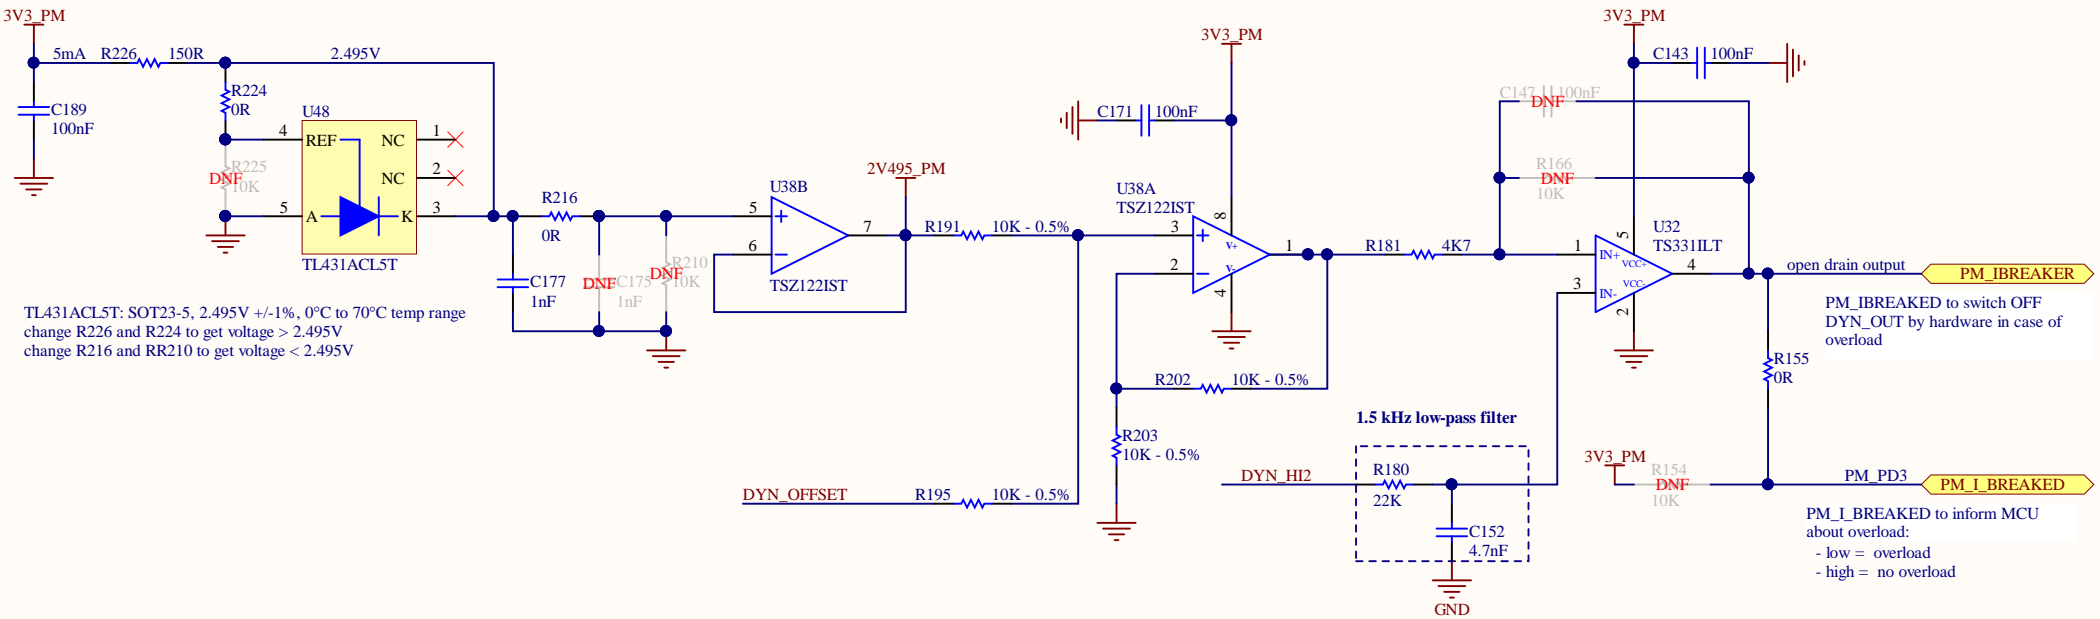 3V3_PM
5mA R226 150R 2.495V
R224
0R
C189
100nF
U48
4 REF NC 1
NC 2
5 A K 3
TL431ACL5T
R225
DNF
10K
TL431ACL5T: SOT23-5, 2.495V +/-1%, 0°C to 70°C temp range
change R226 and R224 to get voltage > 2.495V
change R216 and RR210 to get voltage < 2.495V
R216
0R
C177
1nF
DNF C175
1nF
R210
DNF
10K
U38B
5
6
7
TSZ122IST
2V495_PM
R191 10K - 0.5%
DYN_OFFSET R195 10K - 0.5%
3V3_PM
C171 100nF
U38A
TSZ122IST
8
3
2
V+
V-
1
4
R202 10K - 0.5%
R203
10K - 0.5%
R181 4K7
1.5 kHz low-pass filter
DYN_HI2
R180
22K
C152
4.7nF
GND
3V3_PM
C143 100nF
C147 DNF 100nF
R166
DNF
10K
U32
TS331ILT
1 IN+
3 IN-
5
VCC+
VCC-
2
4
open drain output PM_IBREAKER
PM_IBREAKED to switch OFF
DYN_OUT by hardware in case of
overload
R155
0R
3V3_PM
R154
DNF
10K
PM_PD3 PM_I_BREAKED
PM_I_BREAKED to inform MCU
about overload:
- low = overload
- high = no overload